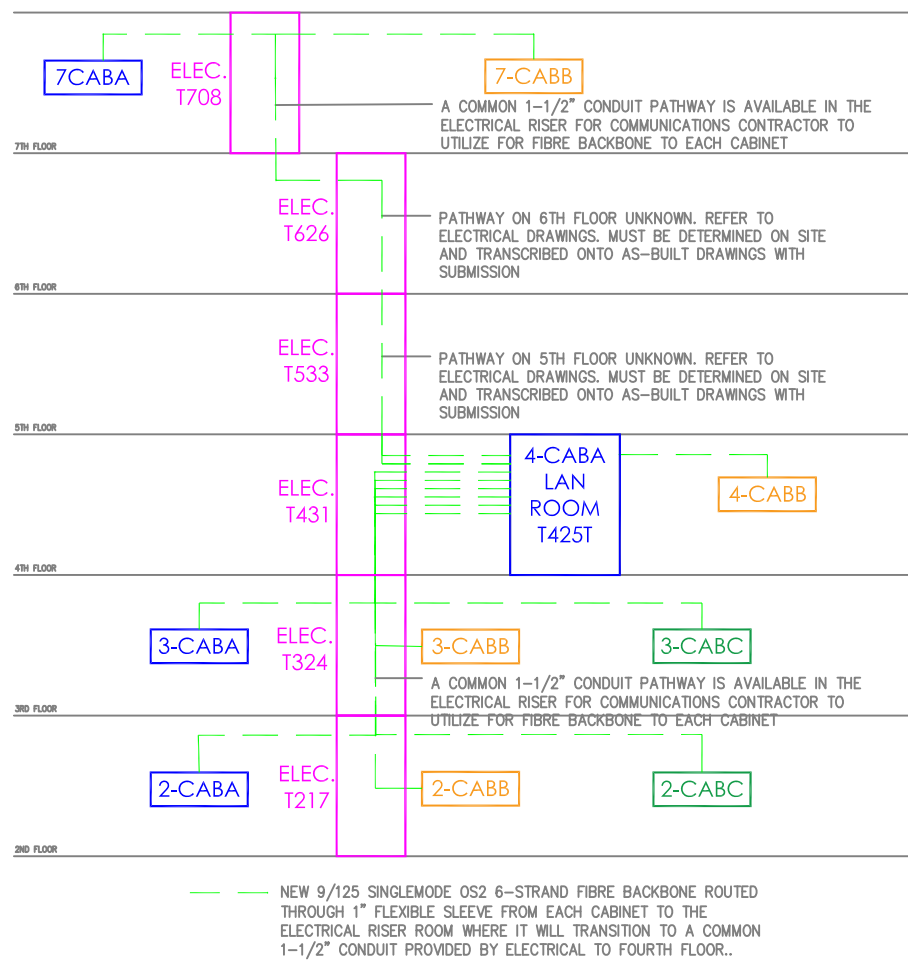 7CABA
ELEC.
T708
7-CABB
A COMMON 1-1/2" CONDUIT PATHWAY IS AVAILABLE IN THE
ELECTRICAL RISER FOR COMMUNICATIONS CONTRACTOR TO
UTILIZE FOR FIBRE BACKBONE TO EACH CABINET
7TH FLOOR
ELEC.
T626
PATHWAY ON 6TH FLOOR UNKNOWN. REFER TO
ELECTRICAL DRAWINGS. MUST BE DETERMINED ON SITE
AND TRANSCRIBED ONTO AS-BUILT DRAWINGS WITH
SUBMISSION
6TH FLOOR
ELEC.
T533
PATHWAY ON 5TH FLOOR UNKNOWN. REFER TO
ELECTRICAL DRAWINGS. MUST BE DETERMINED ON SITE
AND TRANSCRIBED ONTO AS-BUILT DRAWINGS WITH
SUBMISSION
5TH FLOOR
ELEC.
T431
4-CABA
LAN
ROOM
T425T
4-CABB
4TH FLOOR
3-CABA
ELEC.
T324
3-CABB
3-CABC
A COMMON 1-1/2" CONDUIT PATHWAY IS AVAILABLE IN THE
ELECTRICAL RISER FOR COMMUNICATIONS CONTRACTOR TO
UTILIZE FOR FIBRE BACKBONE TO EACH CABINET
3RD FLOOR
2-CABA
ELEC.
T217
2-CABB
2-CABC
2ND FLOOR
NEW 9/125 SINGLEMODE OS2 6-STRAND FIBRE BACKBONE ROUTED
THROUGH 1" FLEXIBLE SLEEVE FROM EACH CABINET TO THE
ELECTRICAL RISER ROOM WHERE IT WILL TRANSITION TO A COMMON
1-1/2" CONDUIT PROVIDED BY ELECTRICAL TO FOURTH FLOOR..